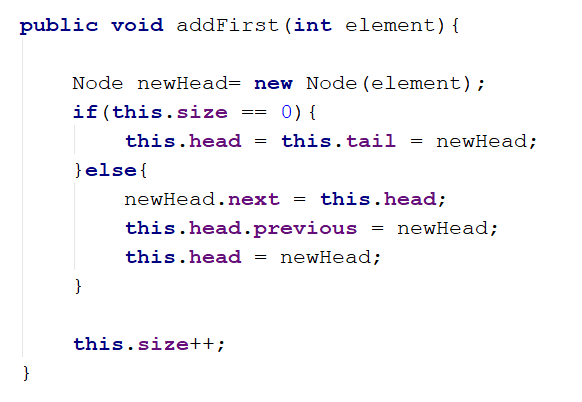 public void addFirst(int element){
Node newHead= new Node(element);
if(this.size == 0){
this.head = this.tail = newHead;
}else{
newHead.next = this.head;
this.head.previous = newHead;
this.head = newHead;
}
this.size++;
}